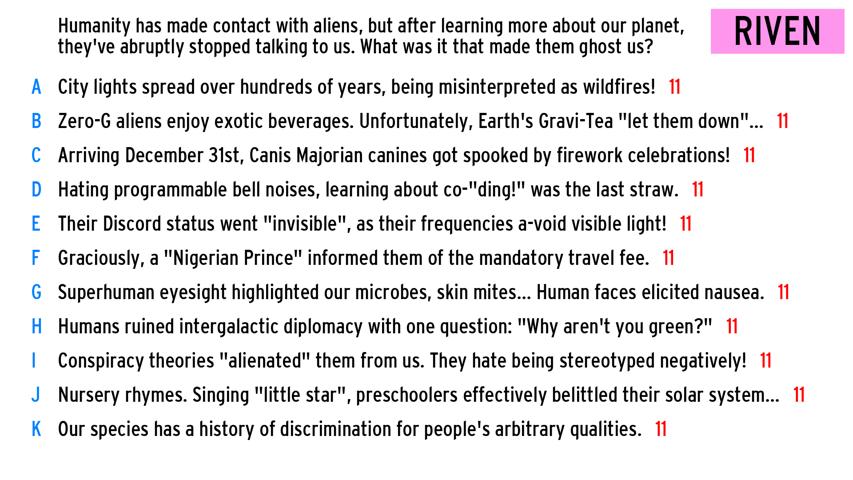 Humanity has made contact with aliens, but after learning more about our planet,
they've abruptly stopped talking to us. What was it that made them ghost us?
RIVEN
A City lights spread over hundreds of years, being misinterpreted as wildfires! 11
B Zero-G aliens enjoy exotic beverages. Unfortunately, Earth's Gravi-Tea "let them down"... 11
C Arriving December 31st, Canis Majorian canines got spooked by firework celebrations! 11
D Hating programmable bell noises, learning about co-"ding!" was the last straw. 11
E Their Discord status went "invisible", as their frequencies a-void visible light! 11
F Graciously, a "Nigerian Prince" informed them of the mandatory travel fee. 11
G Superhuman eyesight highlighted our microbes, skin mites... Human faces elicited nausea. 11
H Humans ruined intergalactic diplomacy with one question: "Why aren't you green?" 11
I Conspiracy theories "alienated" them from us. They hate being stereotyped negatively! 11
J Nursery rhymes. Singing "little star", preschoolers effectively belittled their solar system... 11
K Our species has a history of discrimination for people's arbitrary qualities. 11